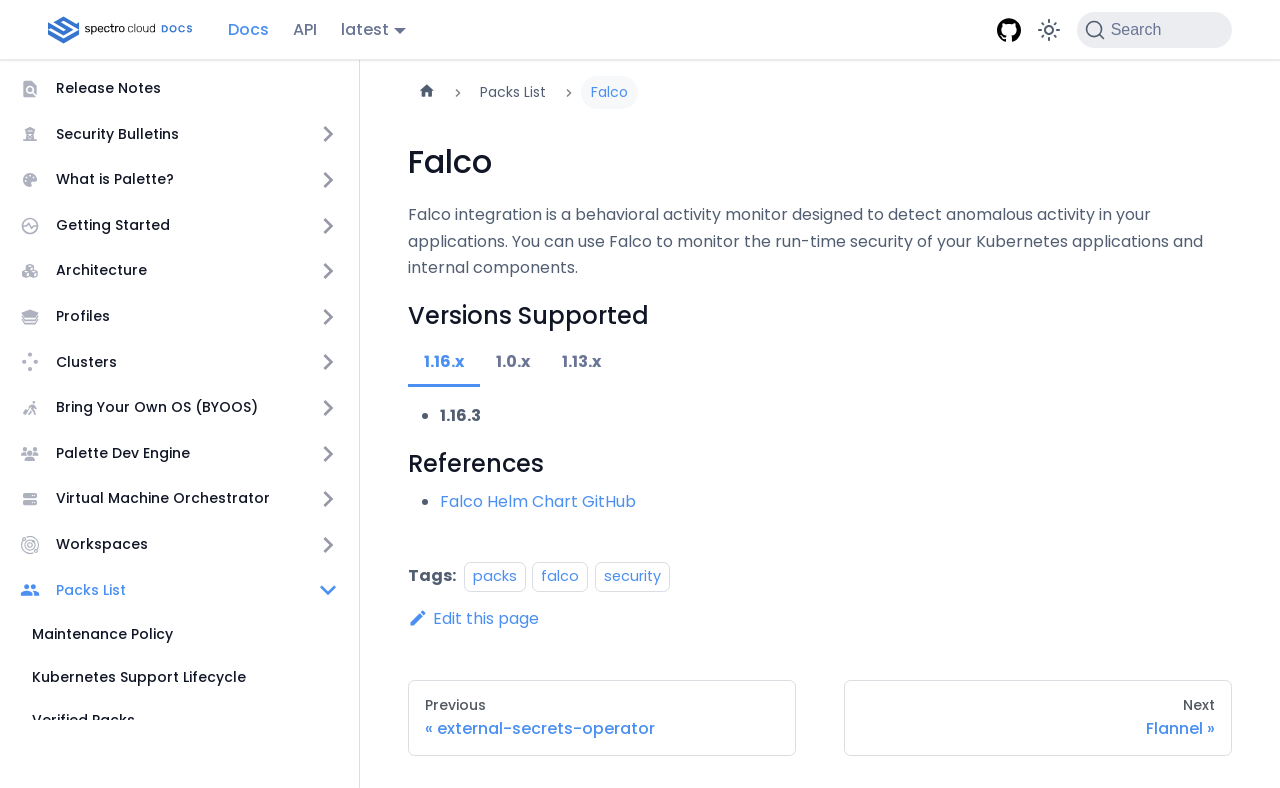 spectro cloud DOCS
Docs
API
latest
Search
Release Notes
Security Bulletins
What is Palette?
Getting Started
Architecture
Profiles
Clusters
Bring Your Own OS (BYOOS)
Palette Dev Engine
Virtual Machine Orchestrator
Workspaces
Packs List
Maintenance Policy
Kubernetes Support Lifecycle
Verified Packs
Packs List
Falco
Falco
Falco integration is a behavioral activity monitor designed to detect anomalous activity in your
applications. You can use Falco to monitor the run-time security of your Kubernetes applications and
internal components.
Versions Supported
1.16.x
1.0.x
1.13.x
1.16.3
References
Falco Helm Chart GitHub
Tags: packs falco security
Edit this page
Previous
« external-secrets-operator
Next
Flannel »